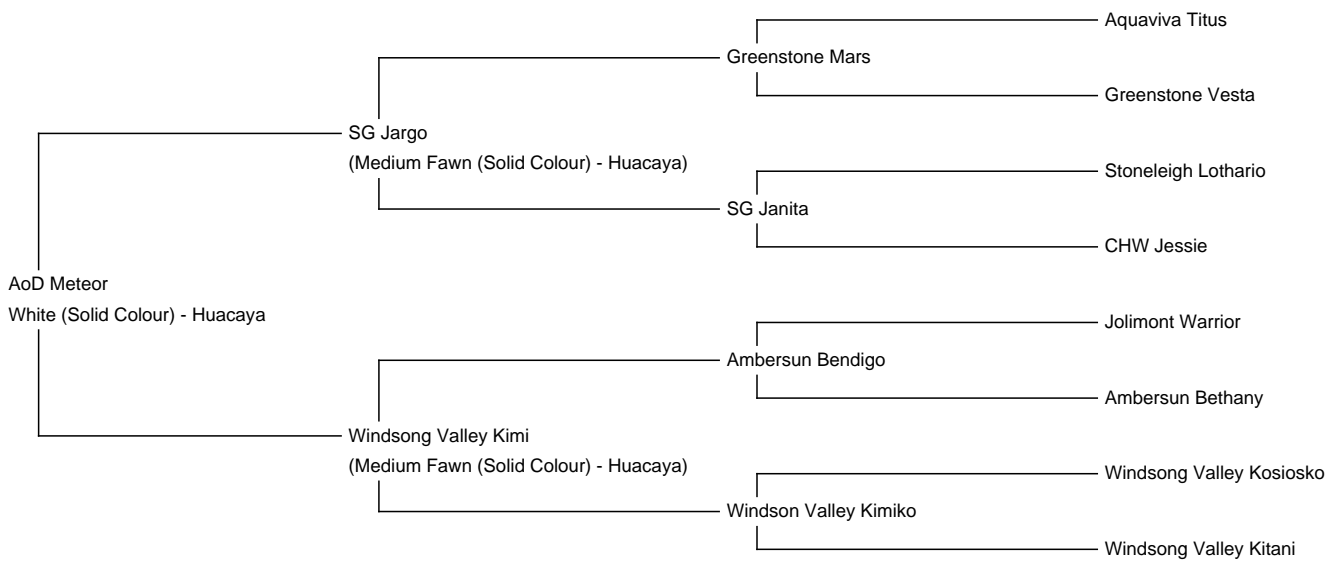 Aquaviva Titus
Greenstone Mars
Greenstone Vesta
SG Jargo
(Medium Fawn (Solid Colour) - Huacaya)
Stoneleigh Lothario
SG Janita
CHW Jessie
AoD Meteor
White (Solid Colour) - Huacaya
Jolimont Warrior
Ambersun Bendigo
Ambersun Bethany
Windsong Valley Kimi
(Medium Fawn (Solid Colour) - Huacaya)
Windsong Valley Kosiosko
Windson Valley Kimiko
Windsong Valley Kitani